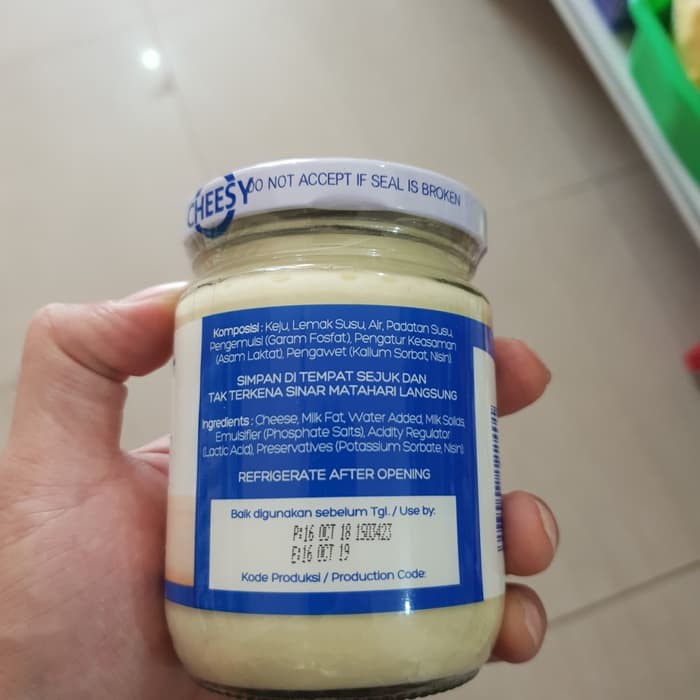 CHEESY DO NOT ACCEPT IF SEAL IS BROKEN
Komposisi : Keju, Lemak Susu, Air, Padatan Susu,
Pengemulsi (Garam Fosfat), Pengatur Keasaman
(Asam Laktat), Pengawet (Kalium Sorbat, Nisin)
SIMPAN DI TEMPAT SEJUK DAN
TAK TERKENA SINAR MATAHARI LANGSUNG
Ingredients : Cheese, Milk Fat, Water Added, Milk Solids,
Emulsifier (Phosphate Salts), Acidity Regulator
(Lactic Acid), Preservatives (Potassium Sorbate, Nisin)
REFRIGERATE AFTER OPENING
Baik digunakan sebelum Tgl. / Use by:
P:16 OCT 18 1503423
E:16 OCT 19
Kode Produksi / Production Code: